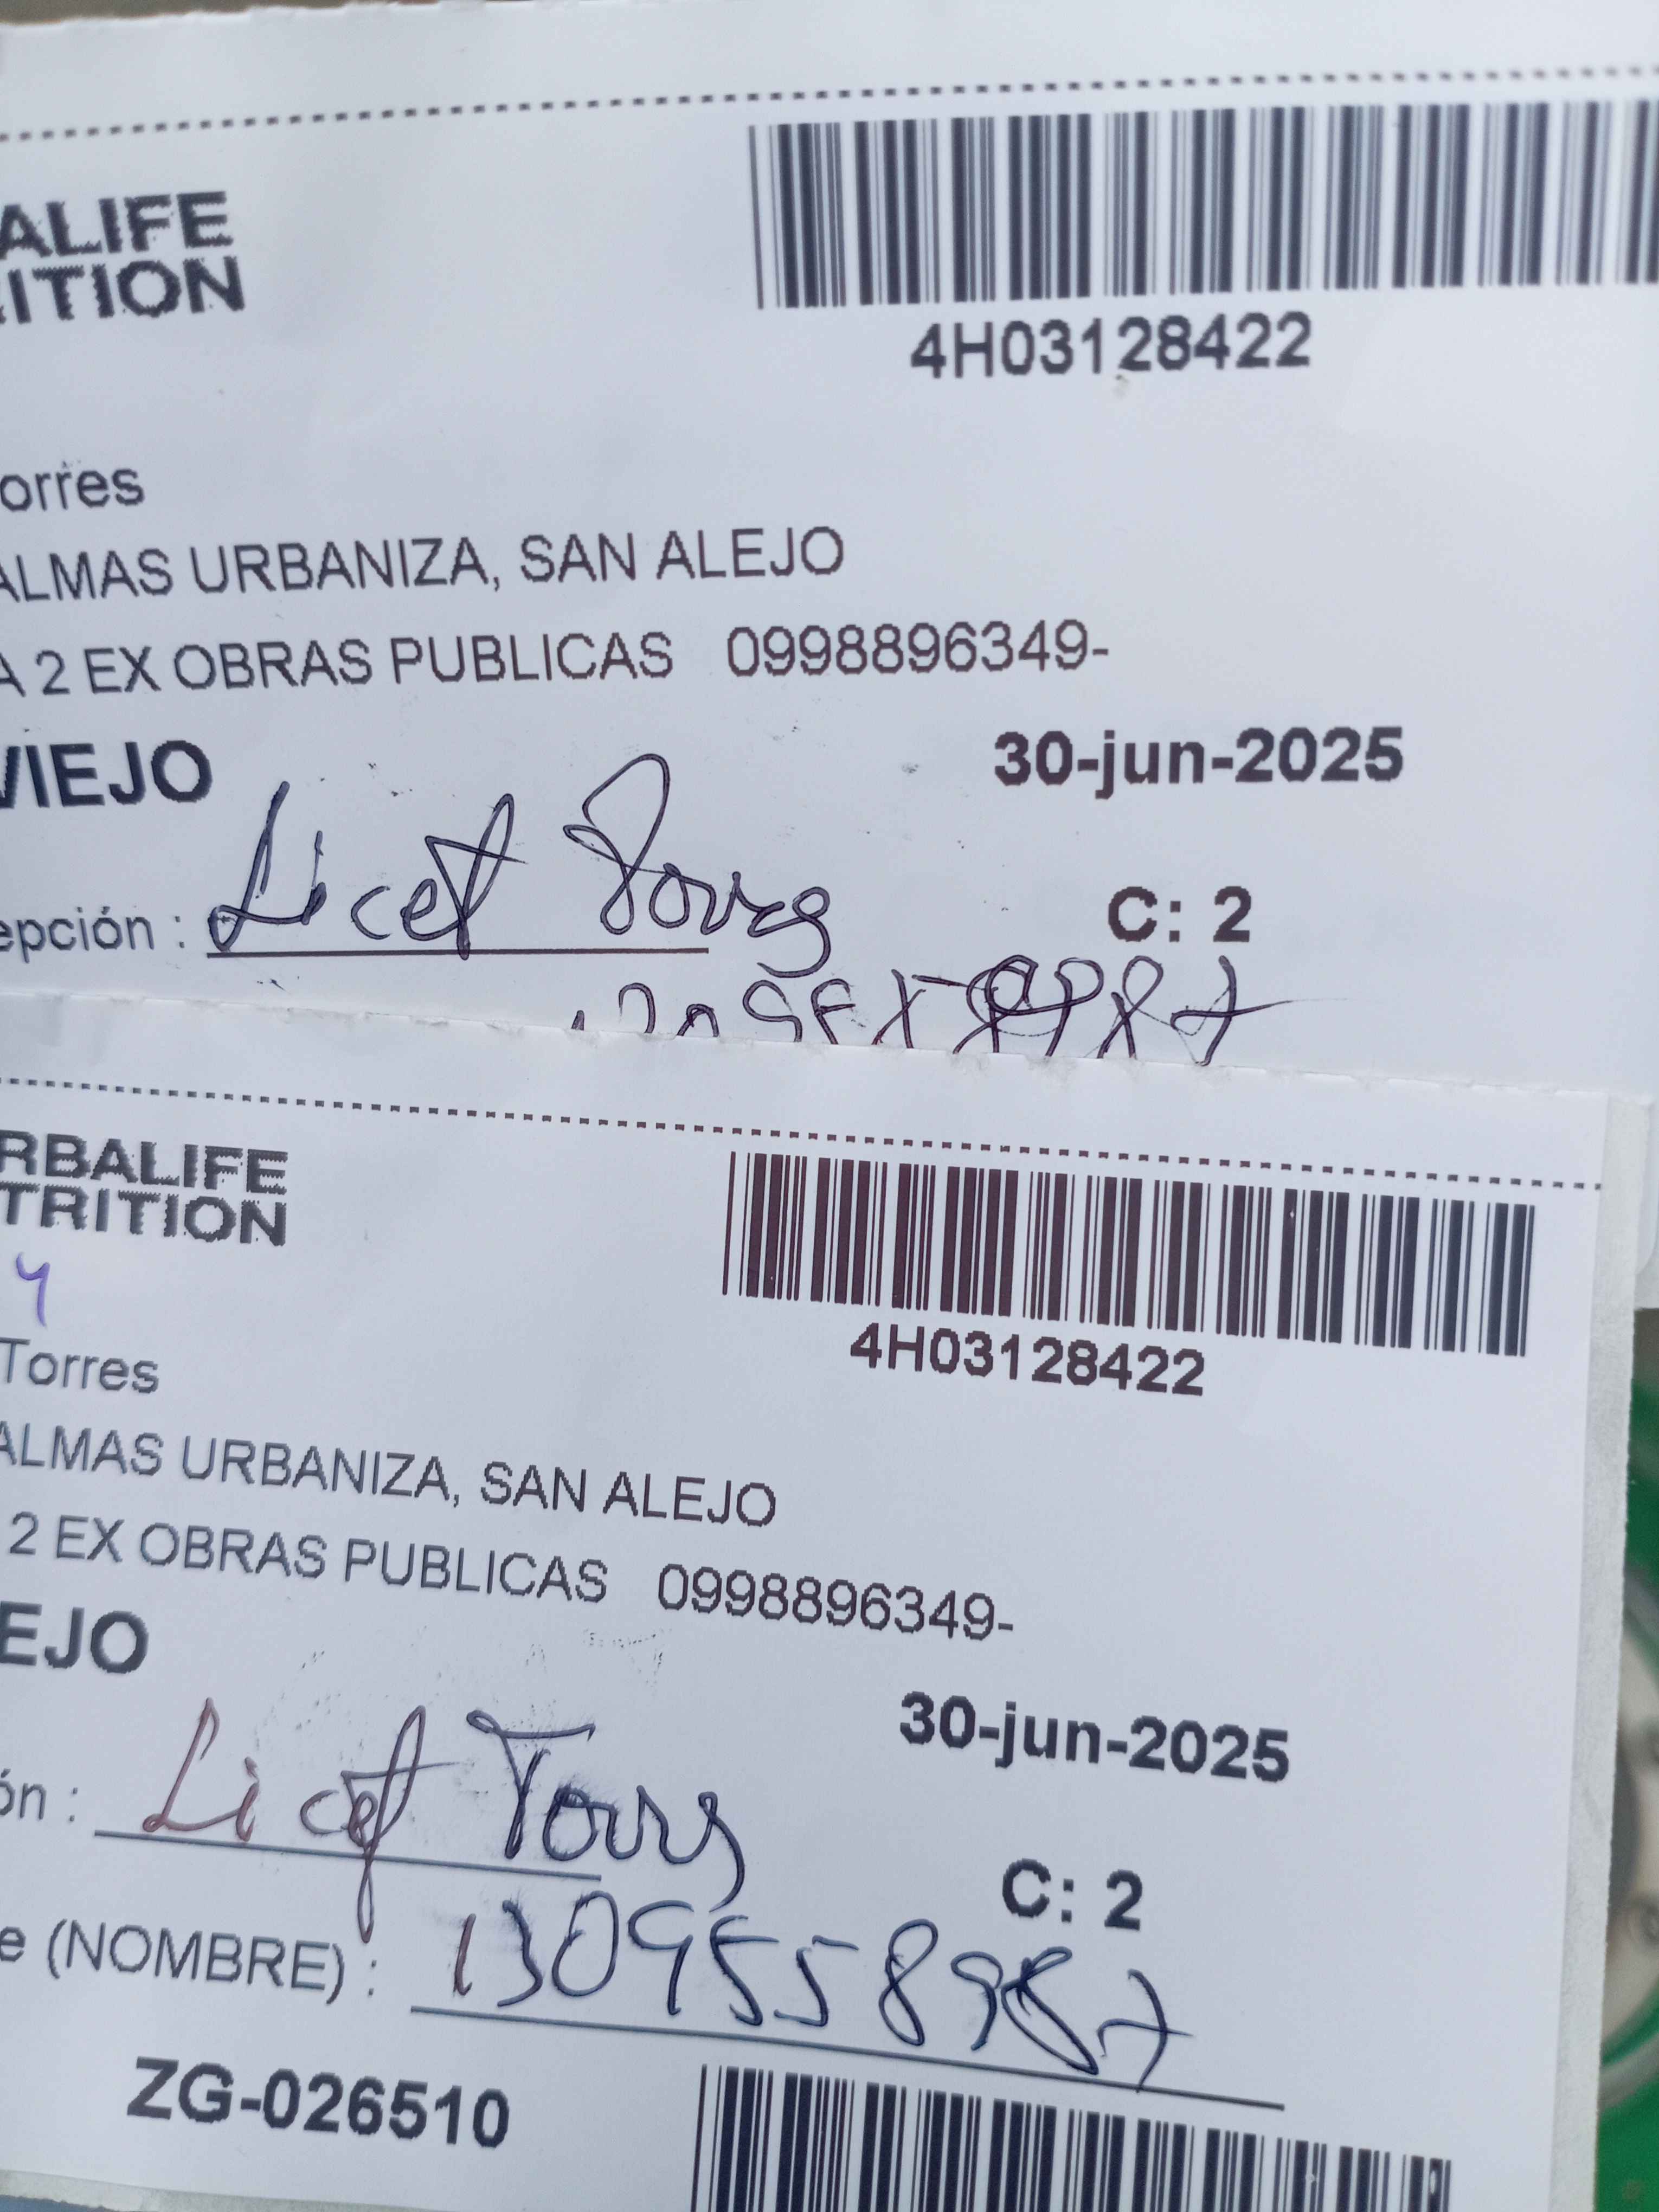 ALIFE
ITION
4H03128422
orres
ALMAS URBANIZA, SAN ALEJO
A 2 EX OBRAS PUBLICAS 0998896349-
VIEJO
30-jun-2025
epción : Licet Torres
C: 2
RBALIFE
TRITION
4
4H03128422
Torres
ALMAS URBANIZA, SAN ALEJO
2 EX OBRAS PUBLICAS 0998896349-
EJO
30-jun-2025
ón : Licet Torres
C: 2
e (NOMBRE) : 1309558987
ZG-026510